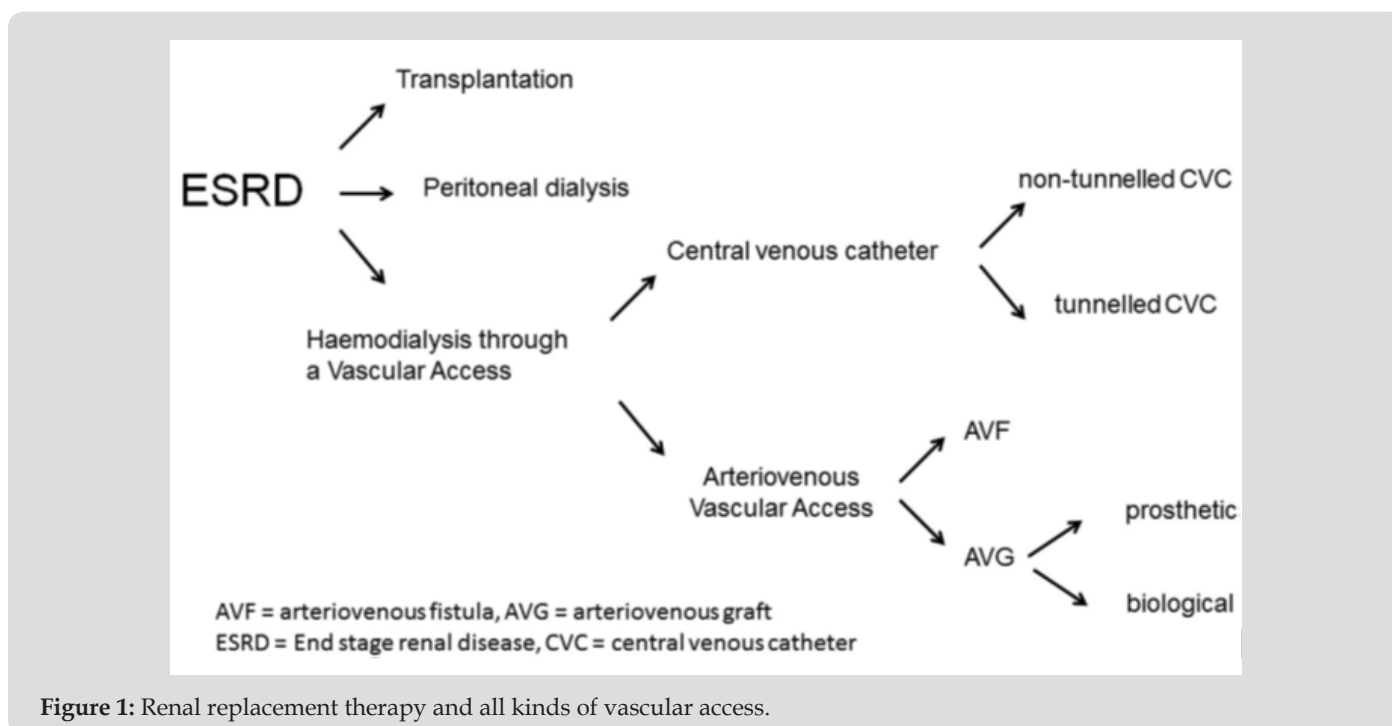 Transplantation
ESRD
Peritoneal dialysis
Haemodialysis through
a Vascular Access
Central venous catheter
non-tunnelled CVC
tunnelled CVC
Arteriovenous
Vascular Access
AVF
AVG
prosthetic
biological
AVF = arteriovenous fistula, AVG = arteriovenous graft
ESRD = End stage renal disease, CVC = central venous catheter
Figure 1: Renal replacement therapy and all kinds of vascular access.